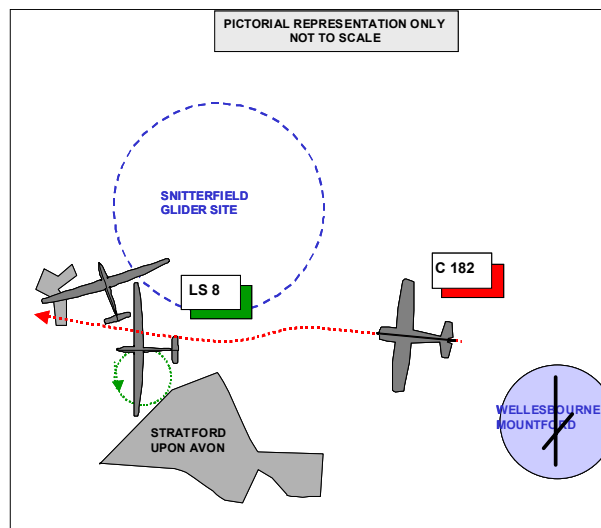 PICTORIAL REPRESENTATION ONLY
NOT TO SCALE
SNITTERFIELD
GLIDER SITE
C 182
LS 8
WELLESBOURNE
MOUNTFORD
STRATFORD
UPON AVON